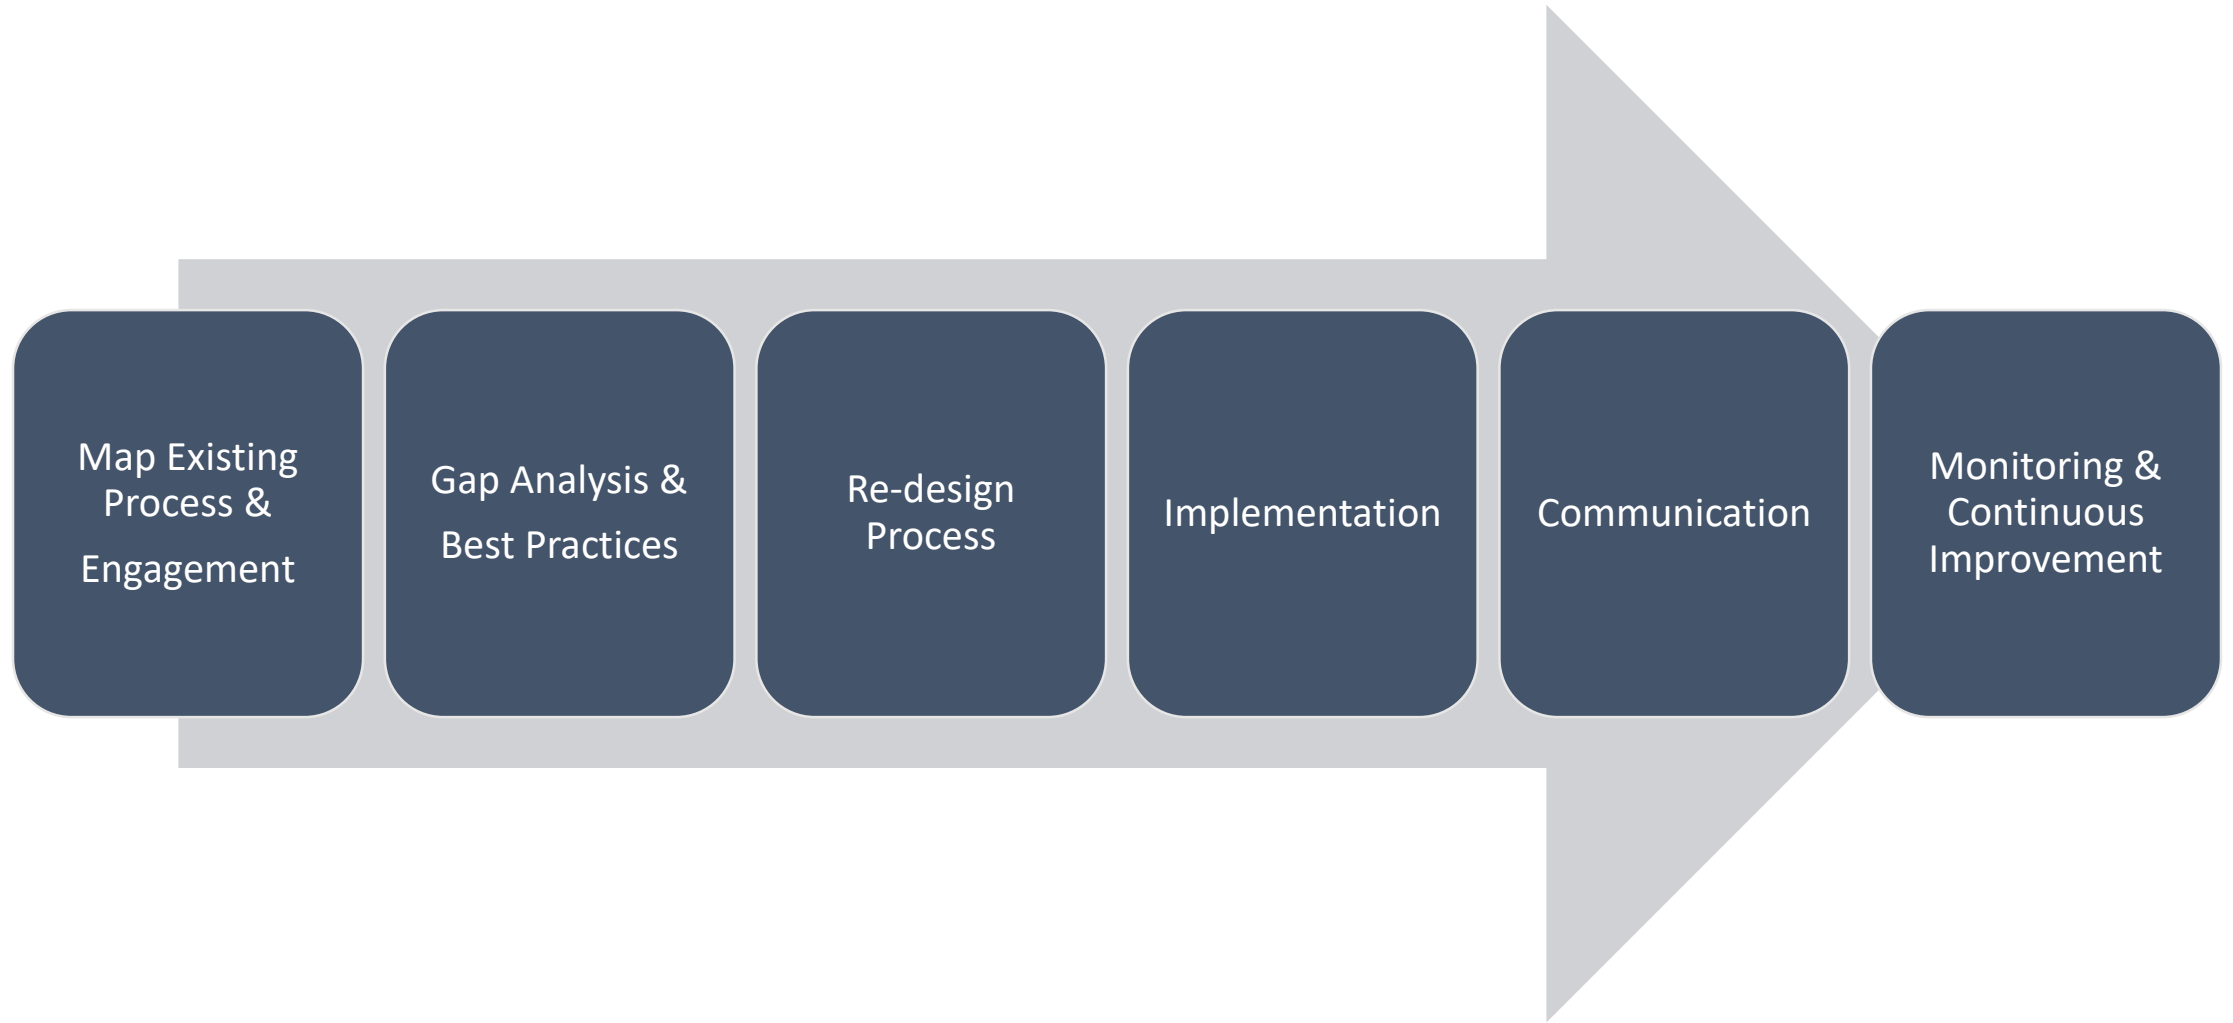 Map Existing
Process &
Engagement
Gap Analysis &
Best Practices
Re-design
Process
Implementation
Communication
Monitoring &
Continuous
Improvement